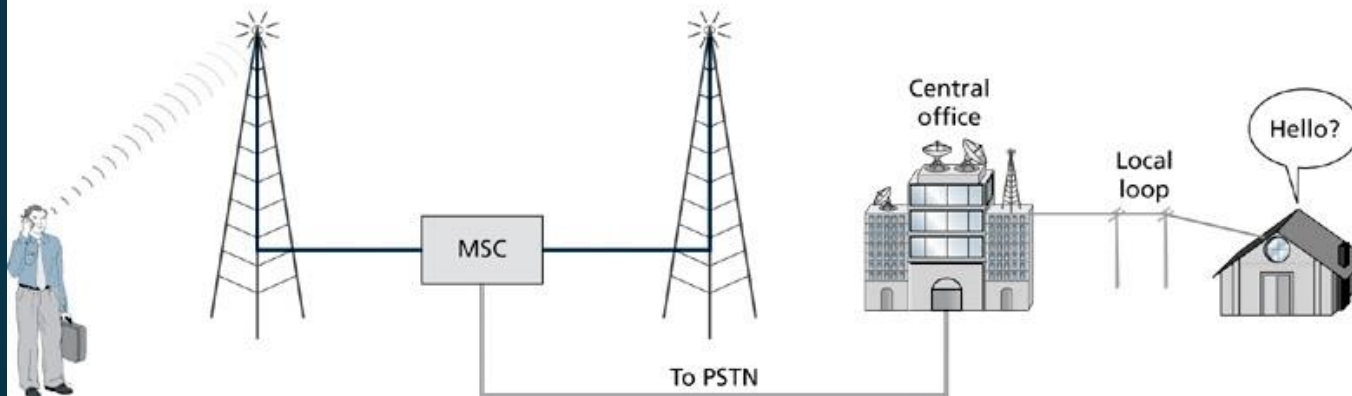 MSC
Central
office
Local
loop
Hello?
To PSTN